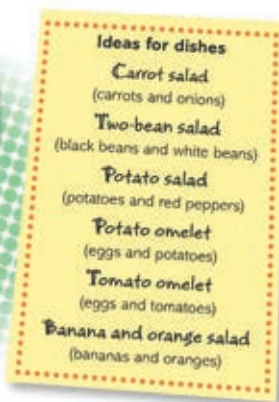 Ideas for dishes
Carrot salad
(carrots and onions)
Two-bean salad
(black beans and white beans)
Potato salad
(potatoes and red peppers)
Potato omelet
(eggs and potatoes)
Tomato omelet
(eggs and tomatoes)
Banana and orange salad
(bananas and oranges)